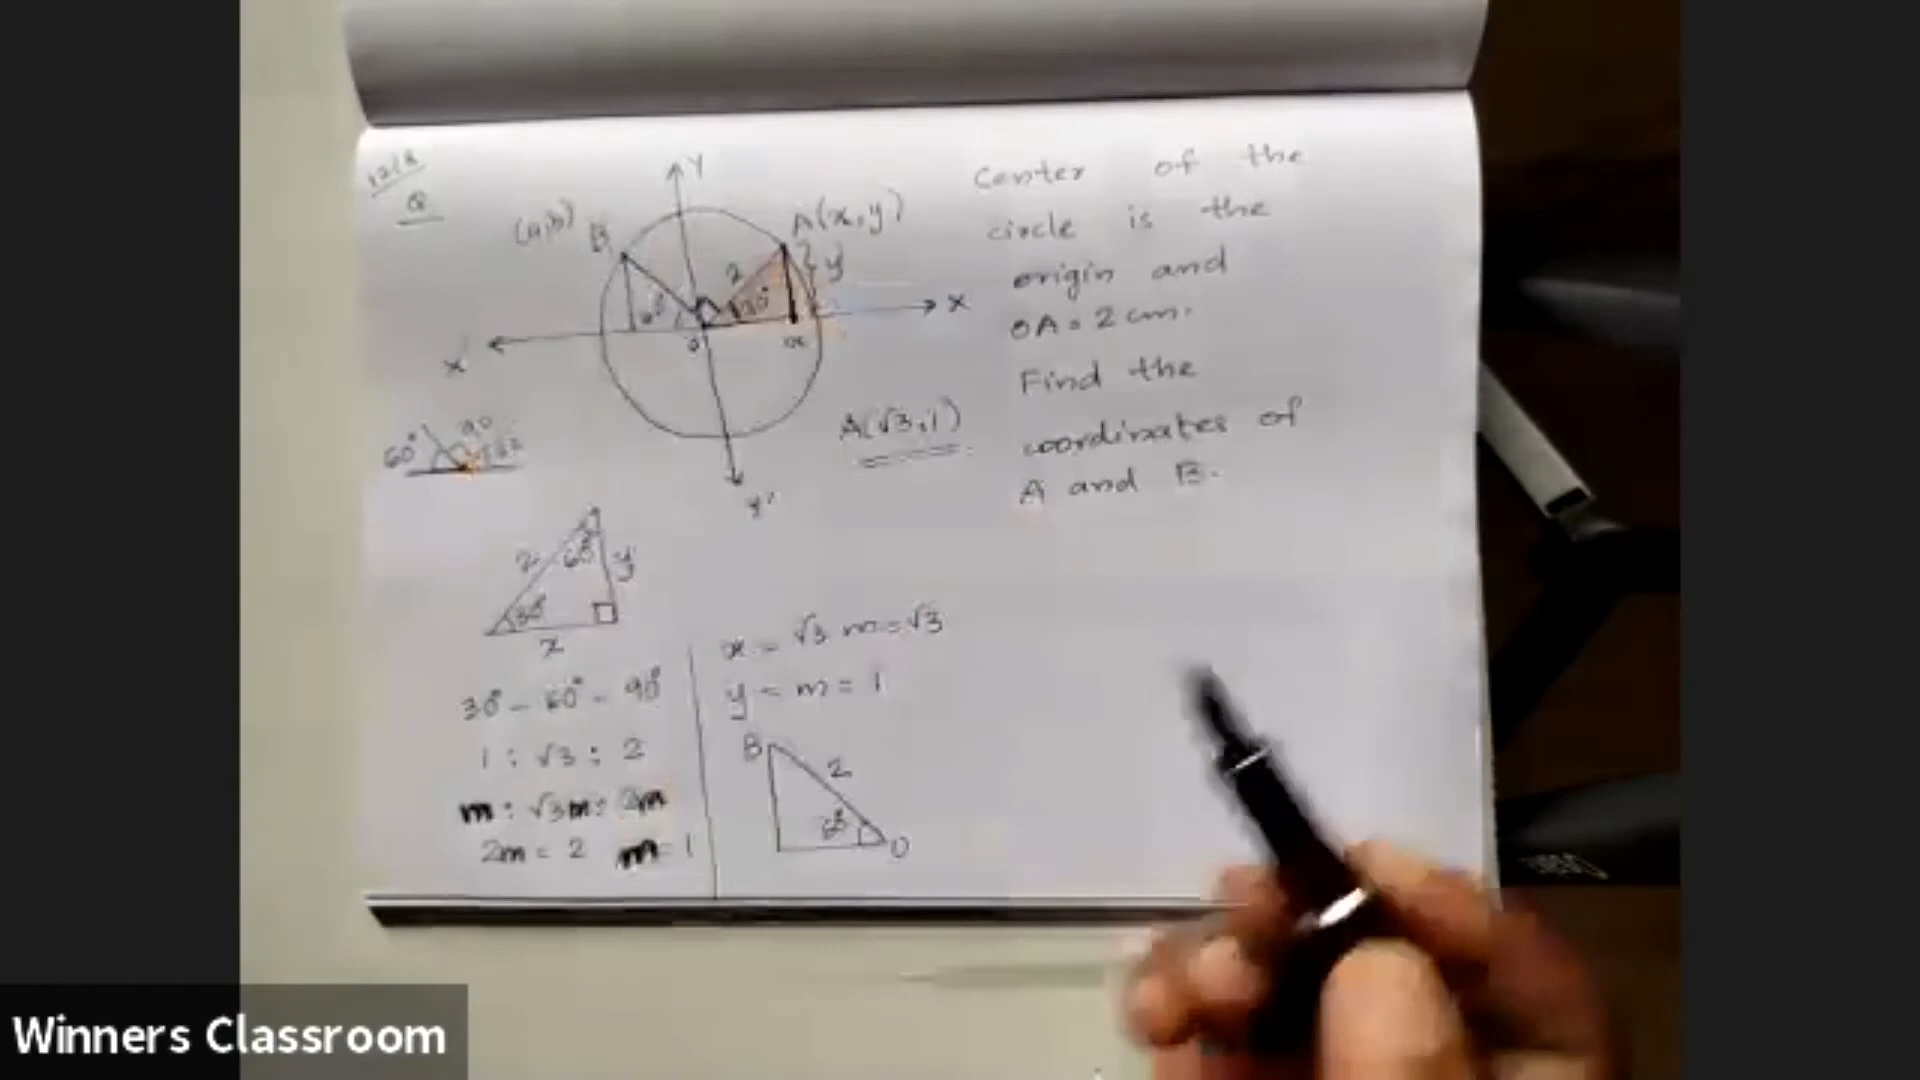 Q
Y
(a,b)
B
A(x,y)
2
y
60°
30°
X
X'
x
A(√3,1)
60°
90
Center of the
circle is the
origin and
OA = 2 cm.
Find the
coordinates of
A and B.
Y'
2
60°
y
30°
x
30° - 60° - 90°
1 : √3 : 2
m : √3m : 2m
2m = 2 m = 1
x = √3 m = √3
y = m = 1
B
2
60°
O
Winners Classroom